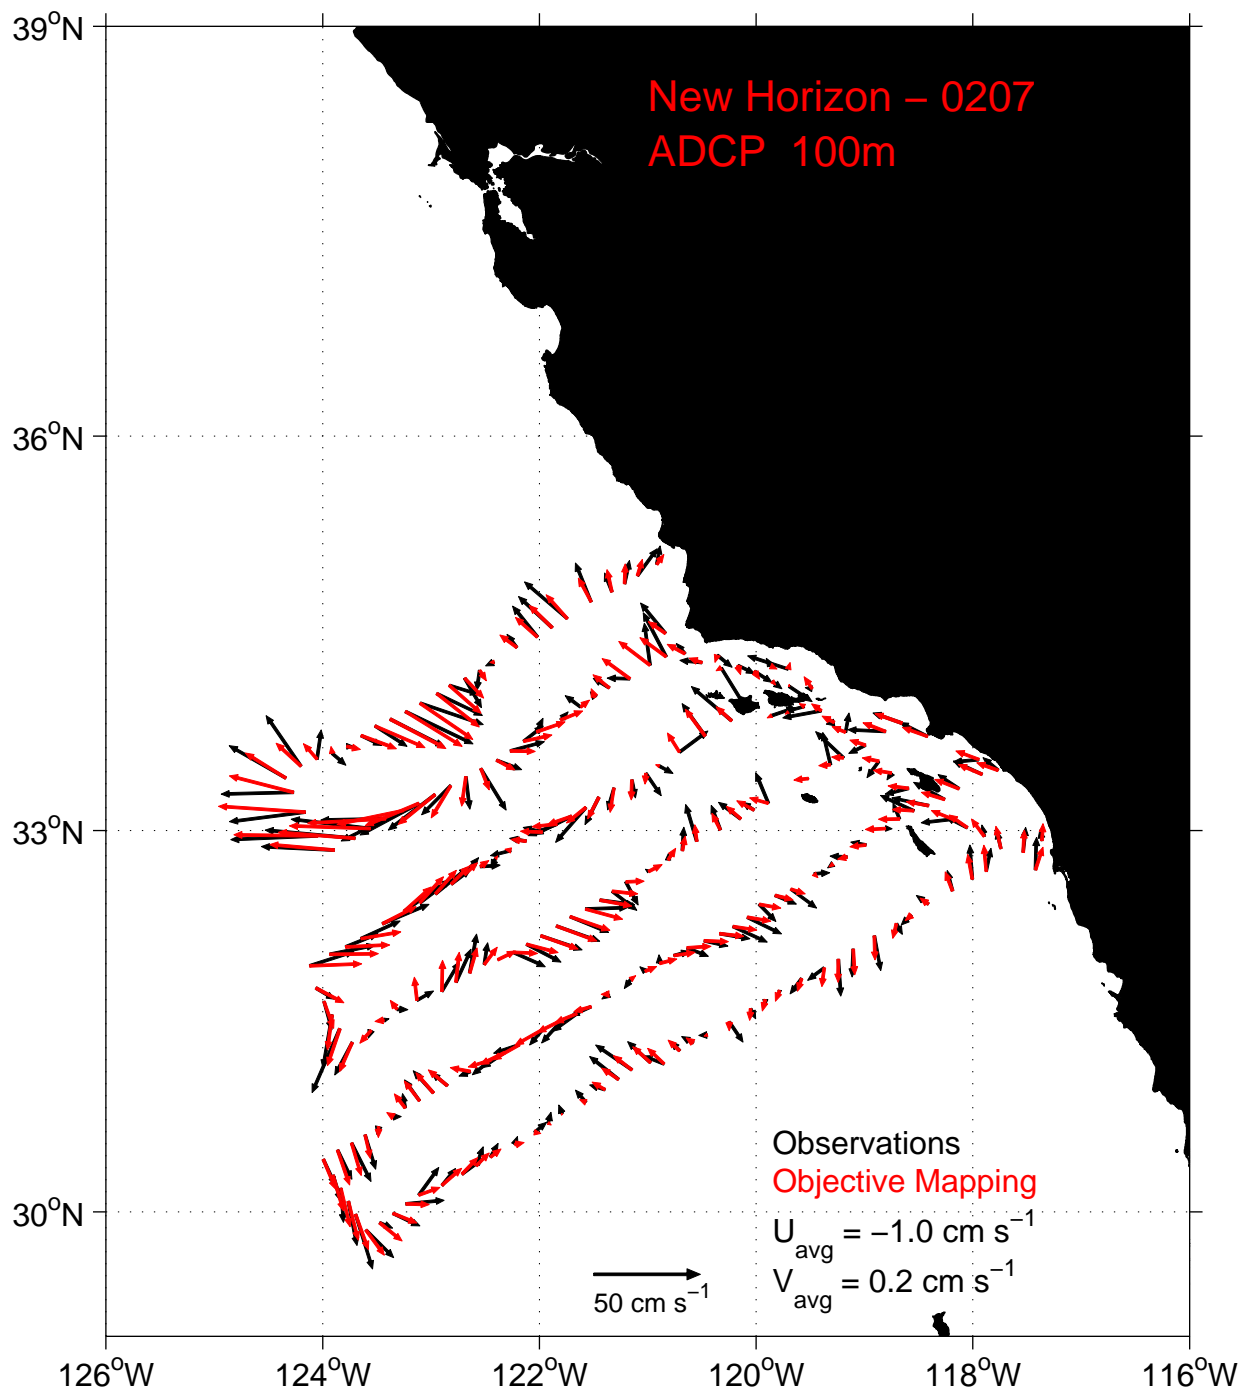 39°N
New Horizon – 0207
ADCP 100m
36°N
33°N
30°N
Observations
Objective Mapping
U_avg = –1.0 cm s⁻¹
V_avg = 0.2 cm s⁻¹
50 cm s⁻¹
126°W 124°W 122°W 120°W 118°W 116°W